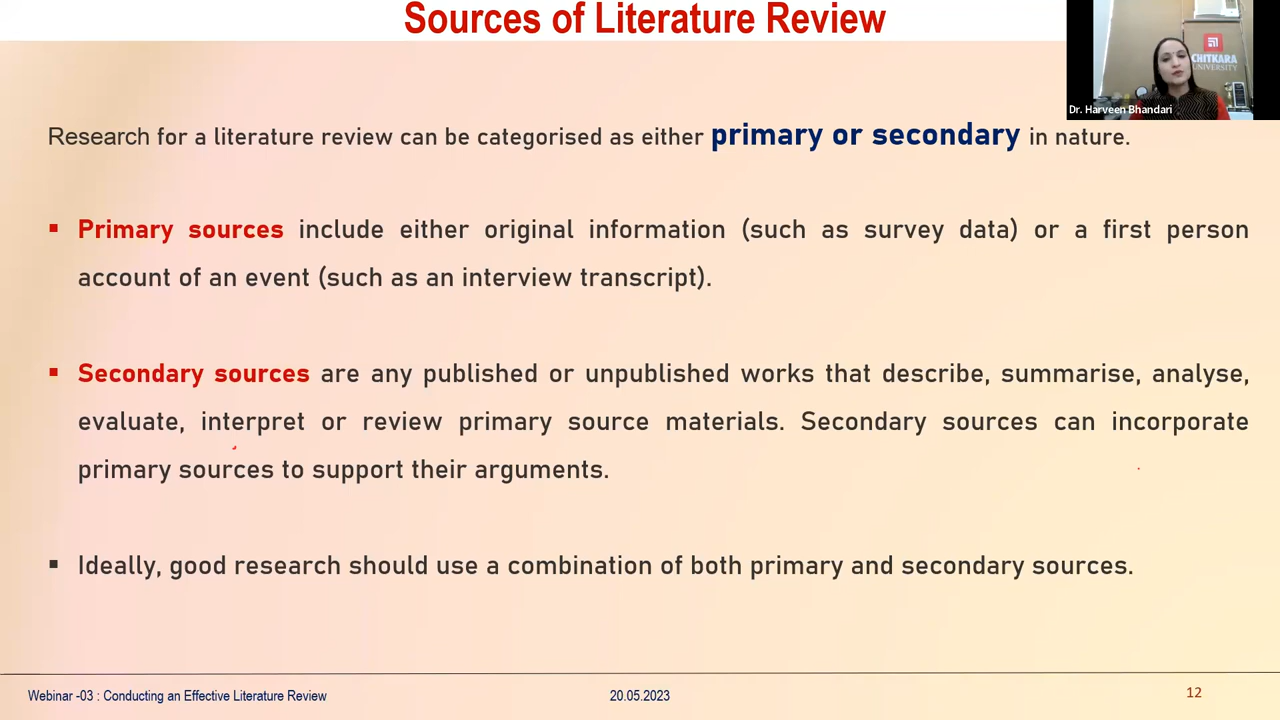 Sources of Literature Review
CHITKARA
UNIVERSITY
Dr. Harveen Bhandari
Research for a literature review can be categorised as either primary or secondary in nature.
Primary sources include either original information (such as survey data) or a first person
account of an event (such as an interview transcript).
Secondary sources are any published or unpublished works that describe, summarise, analyse,
evaluate, interpret or review primary source materials. Secondary sources can incorporate
primary sources to support their arguments.
Ideally, good research should use a combination of both primary and secondary sources.
Webinar -03 : Conducting an Effective Literature Review
20.05.2023
12